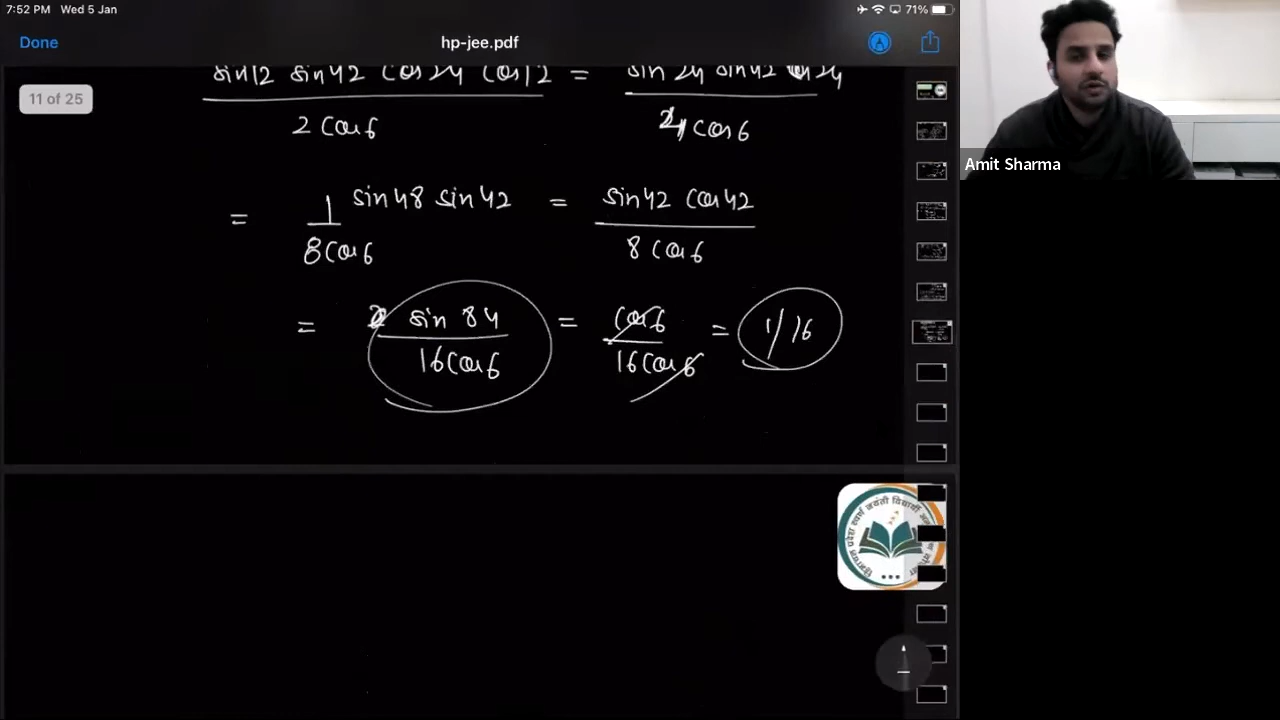 7:52 PM Wed 5 Jan 71%
Done hp-jee.pdf
11 of 25
sin12 sin42 Cos24 Cos12 = sin24 sin42 Cos24
2 Cos6 4 Cos6
= 1 sin48 sin42 = sin42 Cos42
8Cos6 8 Cos6
= sin 84 = Cos6 = 1/16
16Cos6 16Cos6
Amit Sharma